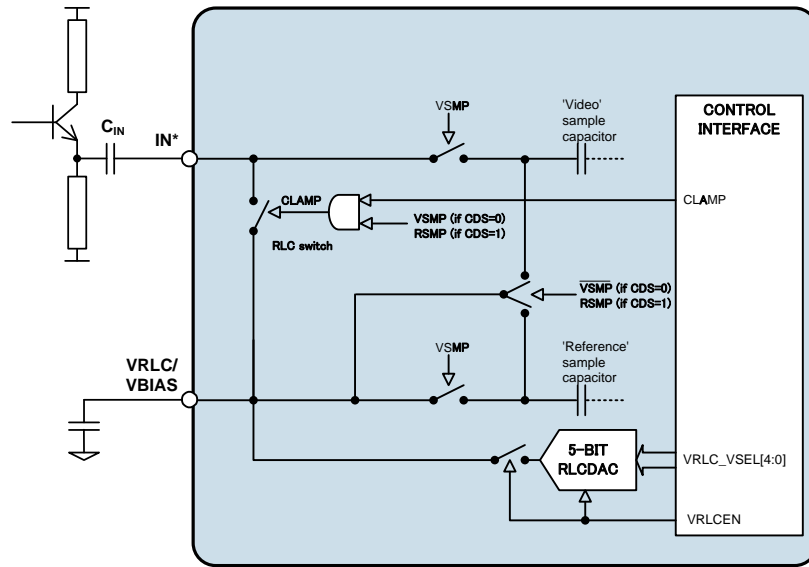 VSMP
'Video'
sample
capacitor
CONTROL
INTERFACE
CIN
IN*
CLAMP
CLAMP
VSMP (if CDS=0)
RSMP (if CDS=1)
RLC switch
VSMP (if CDS=0)
RSMP (if CDS=1)
VRLC/
VBIAS
VSMP
'Reference'
sample
capacitor
5-BIT
RLCDAC
VRLC_VSEL[4:0]
VRLCEN